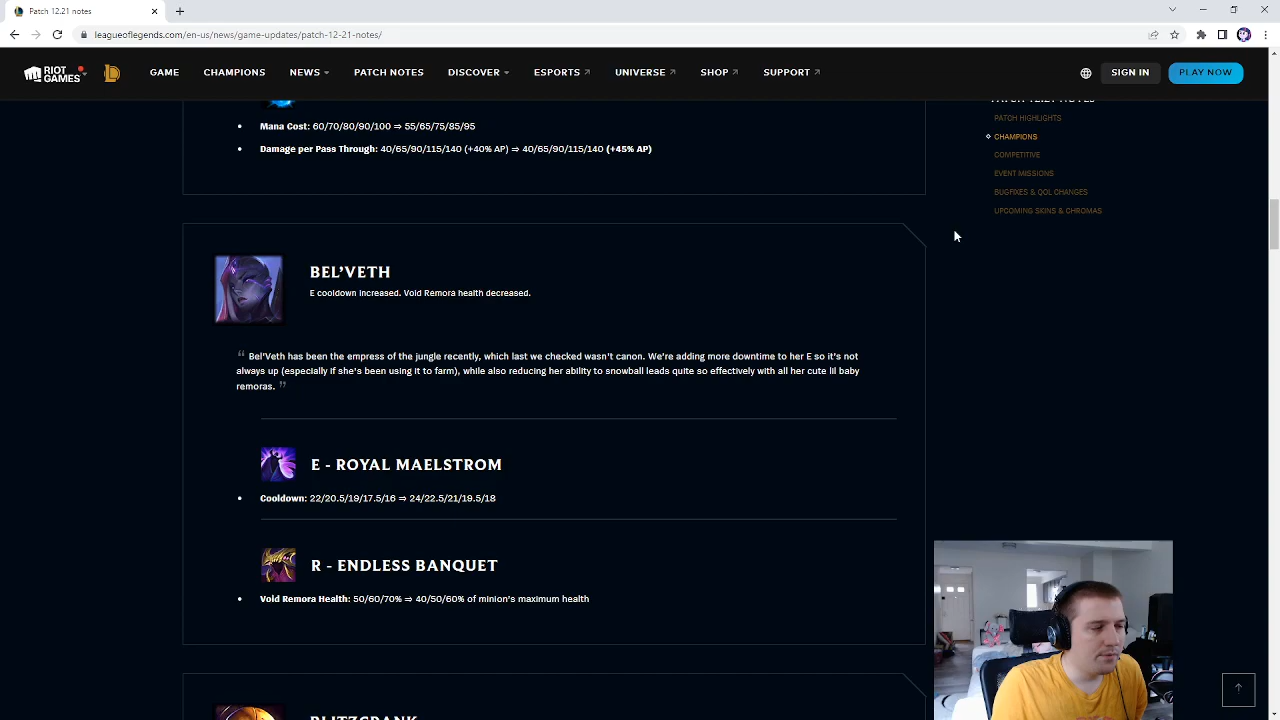 Patch 12.21 notes
leagueoflegends.com/en-us/news/game-updates/patch-12-21-notes/
RIOT GAMES
GAME
CHAMPIONS
NEWS
PATCH NOTES
DISCOVER
ESPORTS
UNIVERSE
SHOP
SUPPORT
SIGN IN
PLAY NOW
PATCH 12.21 NOTES
PATCH HIGHLIGHTS
CHAMPIONS
COMPETITIVE
EVENT MISSIONS
BUGFIXES & QOL CHANGES
UPCOMING SKINS & CHROMAS
• Mana Cost: 60/70/80/90/100 ⇒ 55/65/75/85/95
• Damage per Pass Through: 40/65/90/115/140 (+40% AP) ⇒ 40/65/90/115/140 (+45% AP)
BEL'VETH
E cooldown increased. Void Remora health decreased.
“ Bel'Veth has been the empress of the jungle recently, which last we checked wasn't canon. We're adding more downtime to her E so it's not
always up (especially if she's been using it to farm), while also reducing her ability to snowball leads quite so effectively with all her cute lil baby
remoras. ”
E - ROYAL MAELSTROM
• Cooldown: 22/20.5/19/17.5/16 ⇒ 24/22.5/21/19.5/18
R - ENDLESS BANQUET
• Void Remora Health: 50/60/70% ⇒ 40/50/60% of minion's maximum health
BLITZCRANK